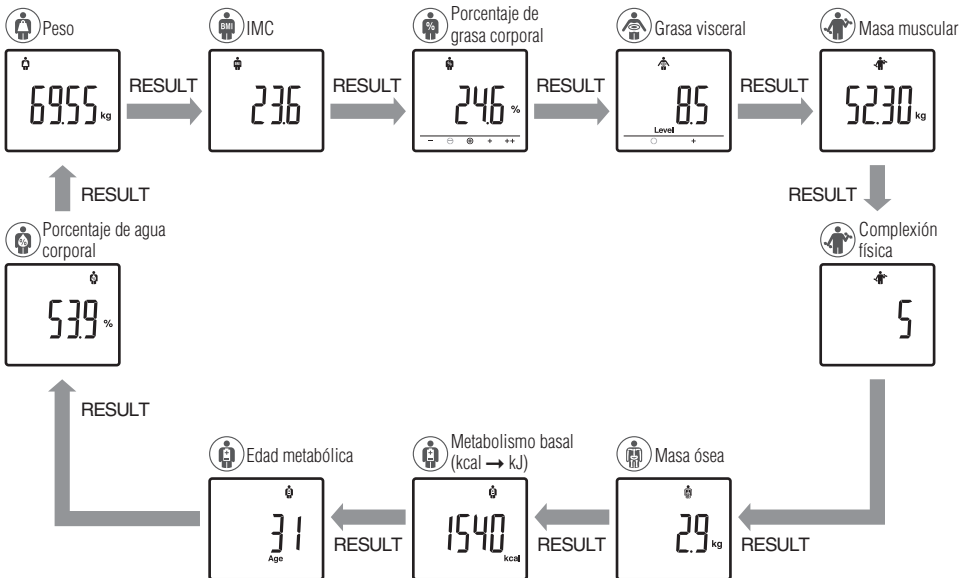 Peso
BMI
IMC
%
Porcentaje de
grasa corporal
Grasa visceral
Masa muscular
69.55 kg
RESULT
23.6
RESULT
24.6 %
- + ++
RESULT
8.5
Level
+
RESULT
52.30 kg
RESULT
RESULT
%
Porcentaje de agua
corporal
53.9 %
Complexión
física
5
RESULT
Edad metabólica
31
Age
RESULT
Metabolismo basal
(kcal → kJ)
1540
kcal
RESULT
Masa ósea
2.9 kg
RESULT